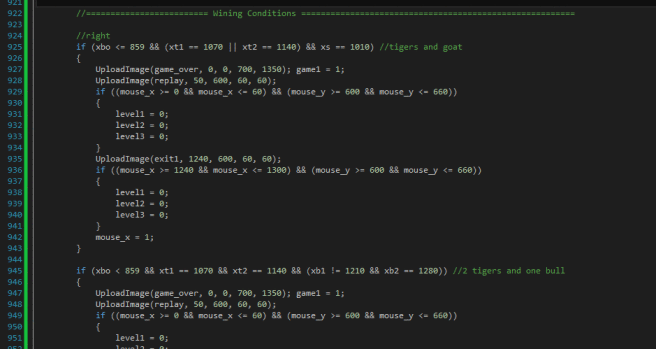 921
922 //========================== Wining Conditions ===========================================================
923
924 //right
925 if (xbo <= 859 && (xt1 == 1070 || xt2 == 1140) && xs == 1010) //tigers and goat
926 {
927 UploadImage(game_over, 0, 0, 700, 1350); game1 = 1;
928 UploadImage(replay, 50, 600, 60, 60);
929 if ((mouse_x >= 0 && mouse_x <= 60) && (mouse_y >= 600 && mouse_y <= 660))
930 {
931 level1 = 0;
932 level2 = 0;
933 level3 = 0;
934 }
935 UploadImage(exit1, 1240, 600, 60, 60);
936 if ((mouse_x >= 1240 && mouse_x <= 1300) && (mouse_y >= 600 && mouse_y <= 660))
937 {
938 level1 = 0;
939 level2 = 0;
940 level3 = 0;
941 }
942 mouse_x = 1;
943 }
944
945 if (xbo < 859 && xt1 == 1070 && xt2 == 1140 && (xb1 != 1210 && xb2 == 1280)) //2 tigers and one bull
946 {
947 UploadImage(game_over, 0, 0, 700, 1350); game1 = 1;
948 UploadImage(replay, 50, 600, 60, 60);
949 if ((mouse_x >= 0 && mouse_x <= 60) && (mouse_y >= 600 && mouse_y <= 660))
950 {
951 level1 = 0;
952 level2 = 0;